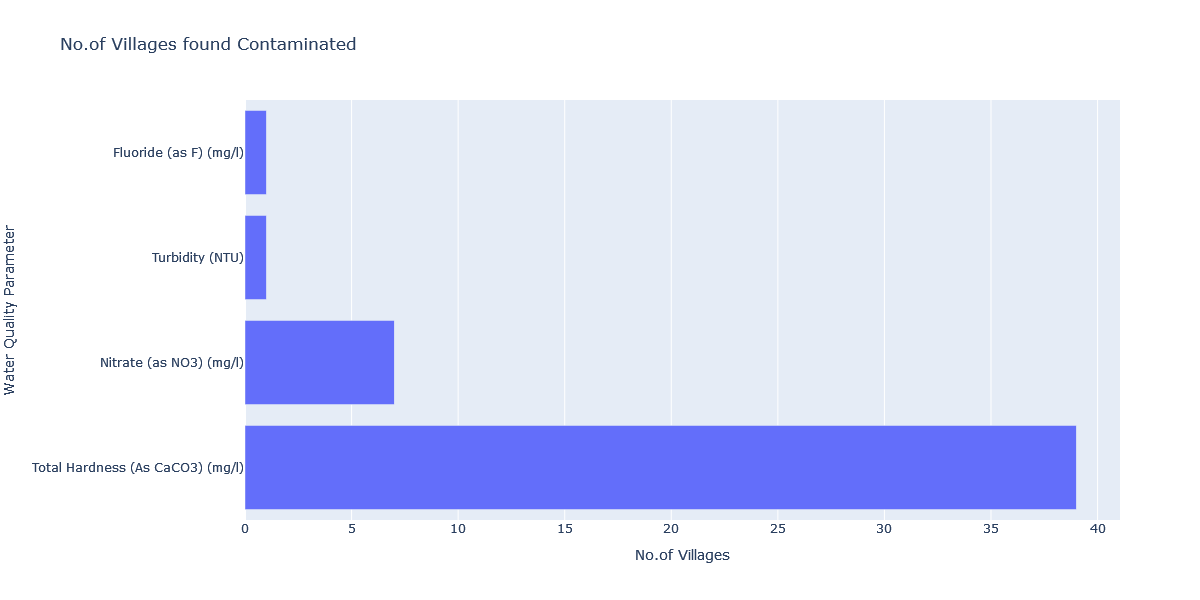 No.of Villages found Contaminated
Fluoride (as F) (mg/l)
Turbidity (NTU)
Nitrate (as NO3) (mg/l)
Total Hardness (As CaCO3) (mg/l)
Water Quality Parameter
0 5 10 15 20 25 30 35 40
No.of Villages